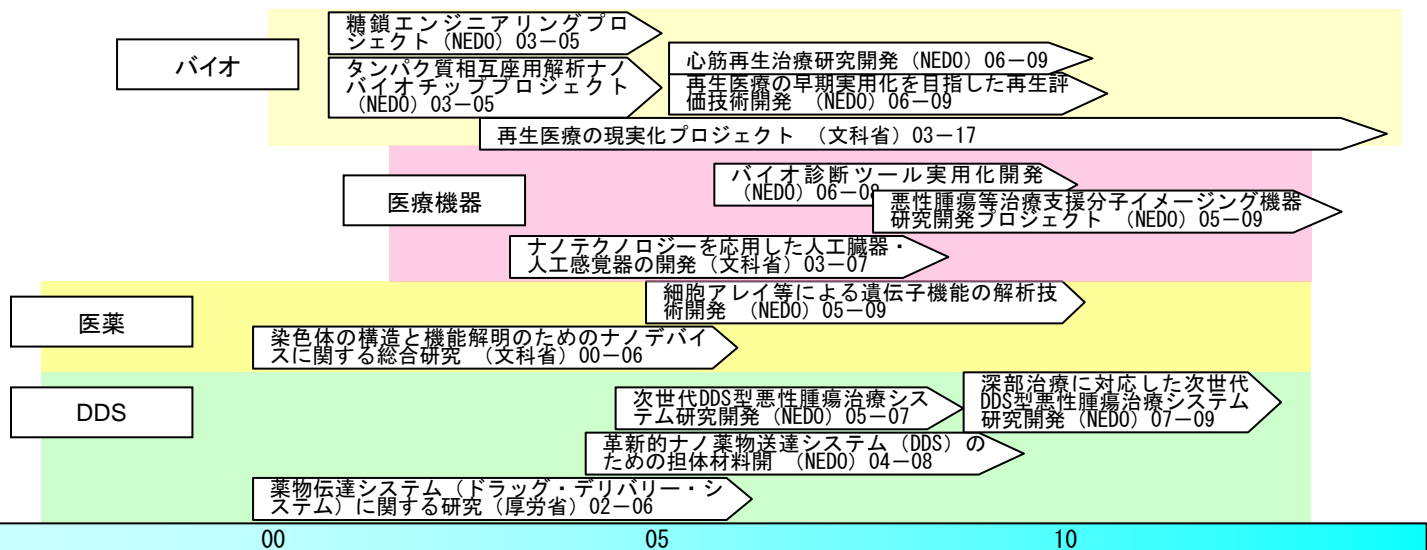 バイオ
糖鎖エンジニアリングプロ
ジェクト（NEDO）03－05
タンパク質相互座用解析ナノ
バイオチッププロジェクト
（NEDO）03－05
心筋再生治療研究開発（NEDO）06－09
再生医療の早期実用化を目指した再生評
価技術開発　（NEDO）06－09
再生医療の現実化プロジェクト　（文科省）03－17
医療機器
バイオ診断ツール実用化開発
（NEDO）06－08
悪性腫瘍等治療支援分子イメージング機器
研究開発プロジェクト　（NEDO）05－09
ナノテクノロジーを応用した人工臓器・
人工感覚器の開発（文科省）03－07
医薬
細胞アレイ等による遺伝子機能の解析技
術開発　（NEDO）05－09
染色体の構造と機能解明のためのナノデバイ
スに関する総合研究　（文科省）00－06
DDS
次世代DDS型悪性腫瘍治療シス
テム研究開発（NEDO）05－07
深部治療に対応した次世代
DDS型悪性腫瘍治療システム
研究開発（NEDO）07－09
革新的ナノ薬物送達システム（DDS）の
ための担体材料開　（NEDO）04－08
薬物伝達システム（ドラッグ・デリバリー・シ
ステム）に関する研究（厚労省）02－06
00
05
10